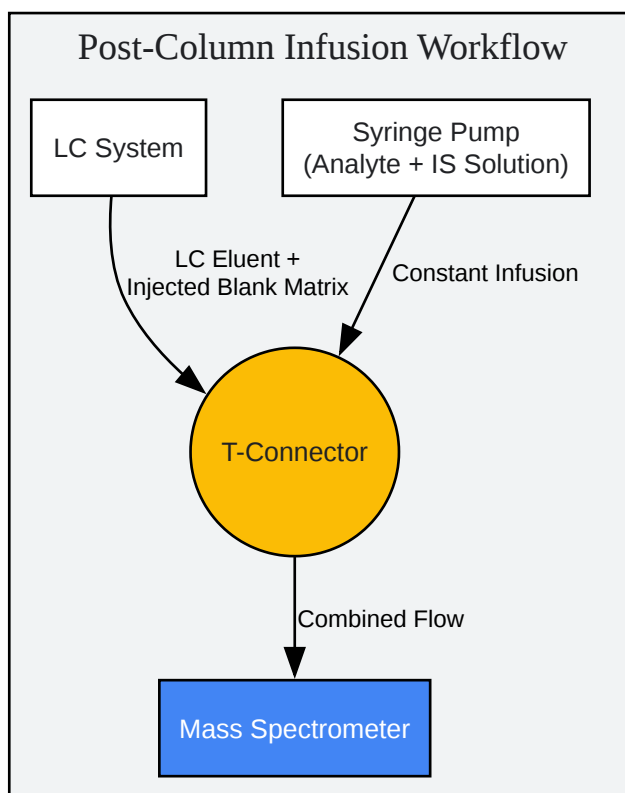 Post-Column Infusion Workflow
LC System
Syringe Pump
(Analyte + IS Solution)
LC Eluent +
Injected Blank Matrix
Constant Infusion
T-Connector
Combined Flow
Mass Spectrometer